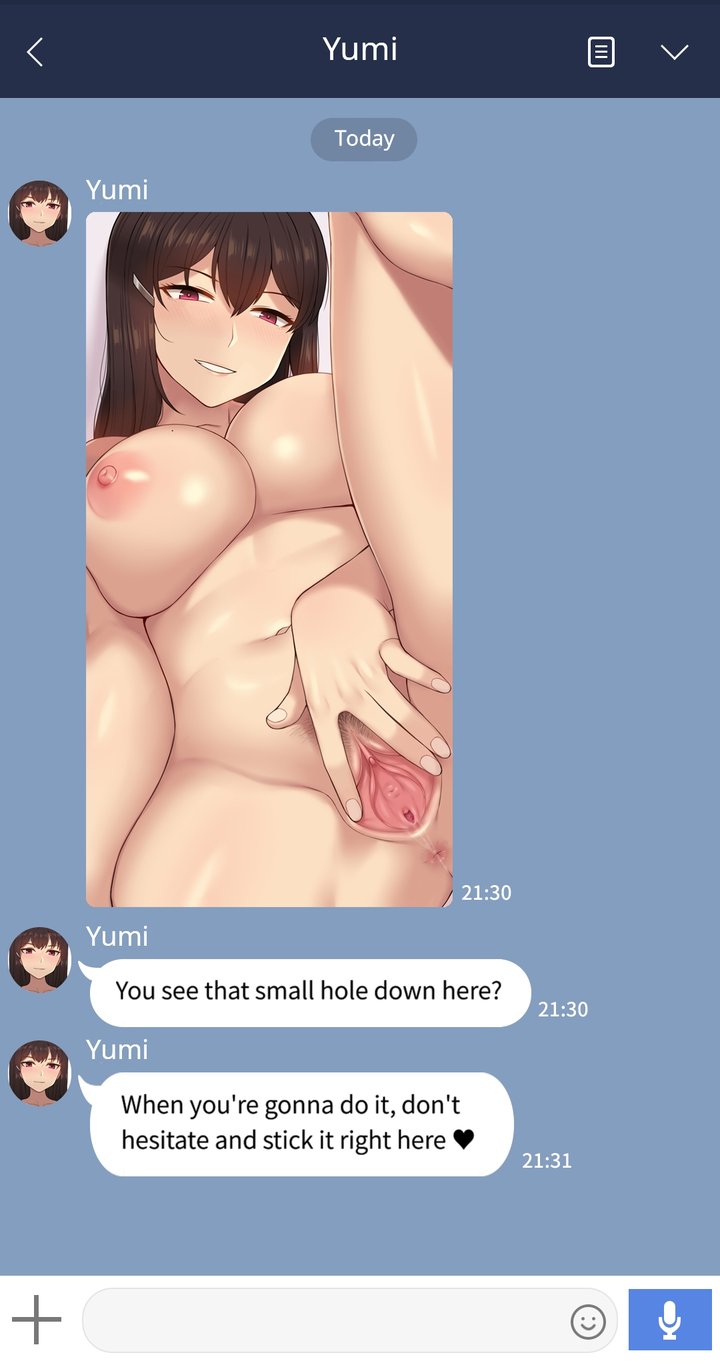 Yumi
Today
Yumi
21:30
Yumi
You see that small hole down here?
21:30
Yumi
When you're gonna do it, don't
hesitate and stick it right here ♥
21:31